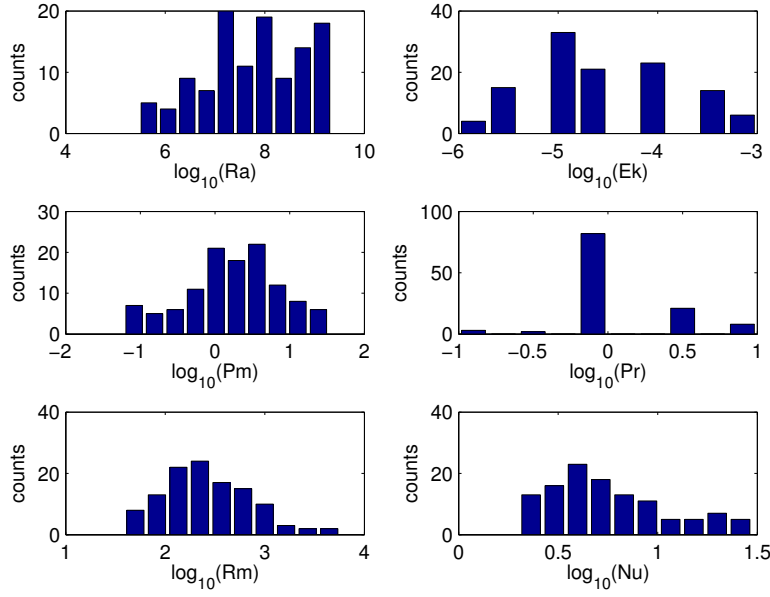 20
10
0
counts
4 6 8 10
log10(Ra)
40
20
0
counts
−6 −5 −4 −3
log10(Ek)
30
20
10
0
counts
−2 −1 0 1 2
log10(Pm)
100
50
0
counts
−1 −0.5 0 0.5 1
log10(Pr)
40
20
0
counts
1 2 3 4
log10(Rm)
40
20
0
counts
0 0.5 1 1.5
log10(Nu)